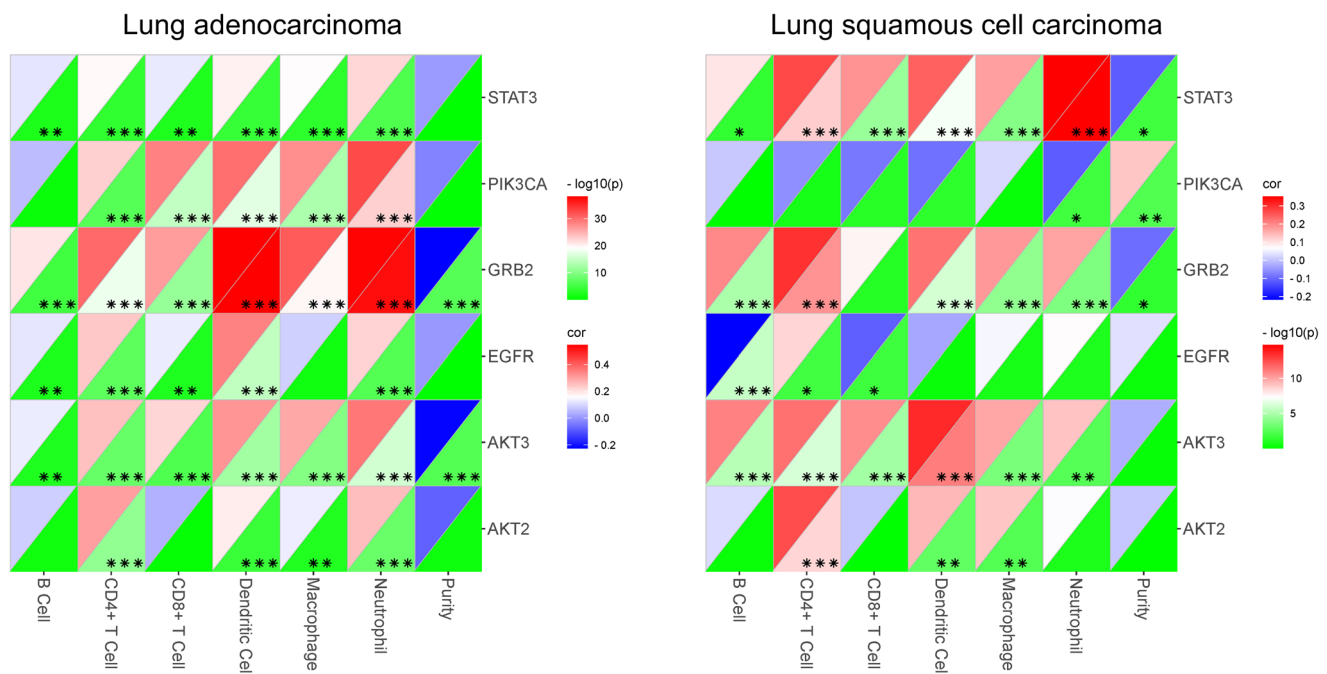 Lung adenocarcinoma
Lung squamous cell carcinoma
STAT3
PIK3CA
GRB2
EGFR
AKT3
AKT2
** *** ** *** *** ***
*** *** *** *** ***
*** *** *** *** *** *** ***
** *** ** *** ***
** *** *** *** *** *** ***
*** *** ** ***
B Cell
CD4+ T Cell
CD8+ T Cell
Dendritic Cel
Macrophage
Neutrophil
Purity
- log10(p)
30
20
10
cor
0.4
0.2
0.0
- 0.2
STAT3
PIK3CA
GRB2
EGFR
AKT3
AKT2
* *** *** *** *** *** *
* **
*** *** *** *** *** *
*** * *
*** *** *** *** *** **
*** ** **
B Cell
CD4+ T Cell
CD8+ T Cell
Dendritic Cel
Macrophage
Neutrophil
Purity
cor
0.3
0.2
0.1
0.0
- 0.1
- 0.2
- log10(p)
10
5